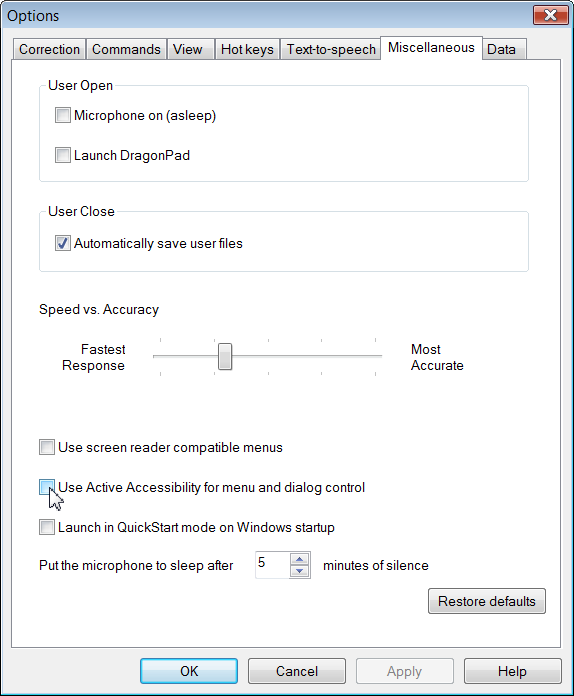 Options
Correction Commands View Hot keys Text-to-speech Miscellaneous Data
User Open
Microphone on (asleep)
Launch DragonPad
User Close
Automatically save user files
Speed vs. Accuracy
Fastest Most
Response Accurate
Use screen reader compatible menus
Use Active Accessibility for menu and dialog control
Launch in QuickStart mode on Windows startup
Put the microphone to sleep after 5 minutes of silence
Restore defaults
OK Cancel Apply Help